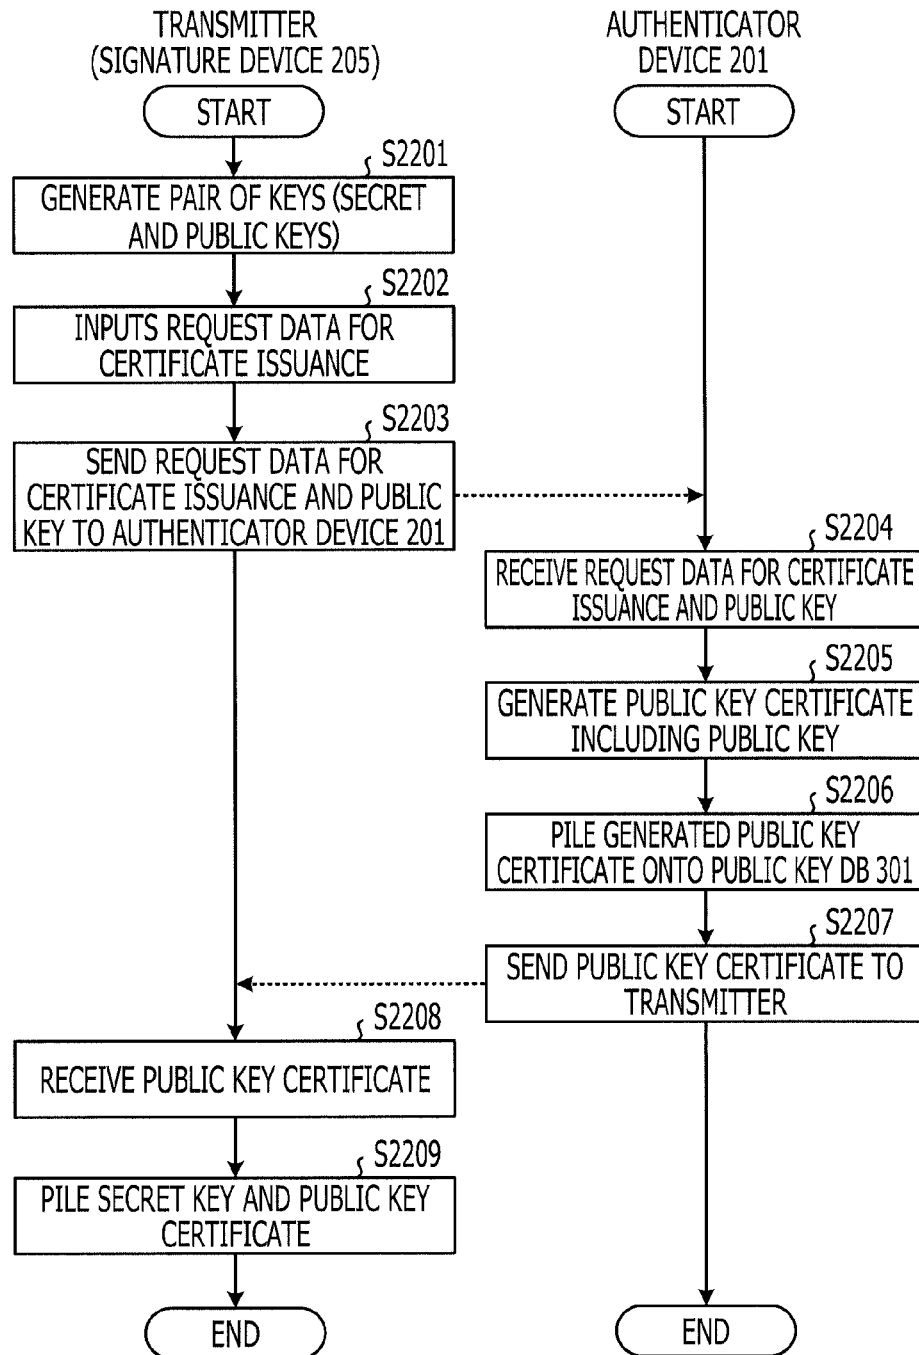 TRANSMITTER
(SIGNATURE DEVICE 205)
START
S2201
GENERATE PAIR OF KEYS (SECRET
AND PUBLIC KEYS)
S2202
INPUTS REQUEST DATA FOR
CERTIFICATE ISSUANCE
S2203
SEND REQUEST DATA FOR
CERTIFICATE ISSUANCE AND PUBLIC
KEY TO AUTHENTICATOR DEVICE 201
AUTHENTICATOR
DEVICE 201
START
S2204
RECEIVE REQUEST DATA FOR CERTIFICATE
ISSUANCE AND PUBLIC KEY
S2205
GENERATE PUBLIC KEY CERTIFICATE
INCLUDING PUBLIC KEY
S2206
PILE GENERATED PUBLIC KEY
CERTIFICATE ONTO PUBLIC KEY DB 301
S2207
SEND PUBLIC KEY CERTIFICATE TO
TRANSMITTER
S2208
RECEIVE PUBLIC KEY CERTIFICATE
S2209
PILE SECRET KEY AND PUBLIC KEY
CERTIFICATE
END
END